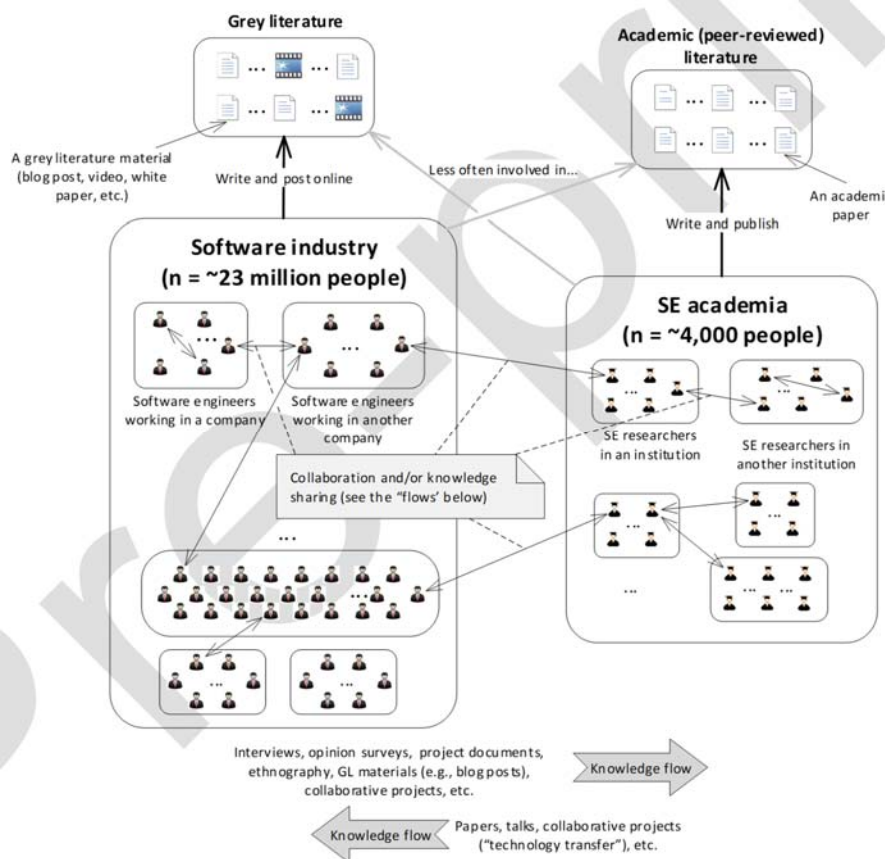 Grey literature
Academic (peer-reviewed)
literature
...
...
...
...
...
...
...
...
A grey literature material
(blog post, video, white
paper, etc.)
Write and post online
Less often involved in...
An academi
paper
Write and publish
Software industry
(n = ~23 million people)
SE academia
(n = ~4,000 people)
...
...
...
...
Software engineers
working in a company
Software engineers
working in another
company
SE researchers
in an institution
SE researchers in
another institution
Collaboration and/or knowledge
sharing (see the "flows' below)
...
...
...
...
...
...
...
...
Interviews, opinion surveys, project documents,
ethnography, GL materials (e.g., blog posts),
collaborative projects, etc.
Knowledge flow
Knowledge flow
Papers, talks, collaborative projects
("technology transfer"), etc.
Pre-prin